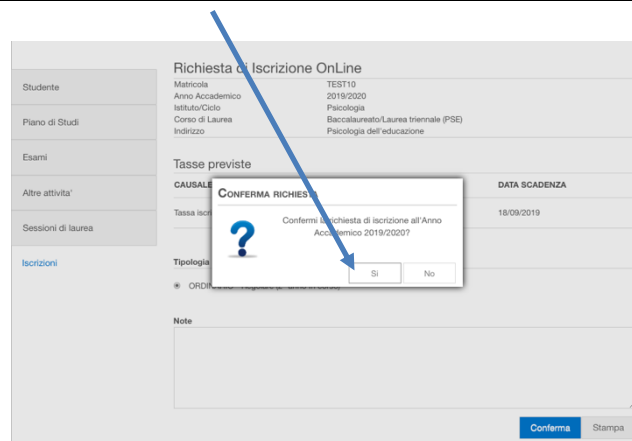 Richiesta di Iscrizione OnLine
Studente
Piano di Studi
Esami
Altre attivita'
Sessioni di laurea
Iscrizioni
Matricola TEST10
Anno Accademico 2019/2020
Istituto/Ciclo Psicologia
Corso di Laurea Baccalaureato/Laurea triennale (PSE)
Indirizzo Psicologia dell'educazione
Tasse previste
CAUSALE DATA SCADENZA
Tassa 18/09/2019
CONFERMA RICHIESTA
Confermi la richiesta di iscrizione all'Anno
Accademico 2019/2020?
Si No
Tipologia
Note
Conferma Stampa